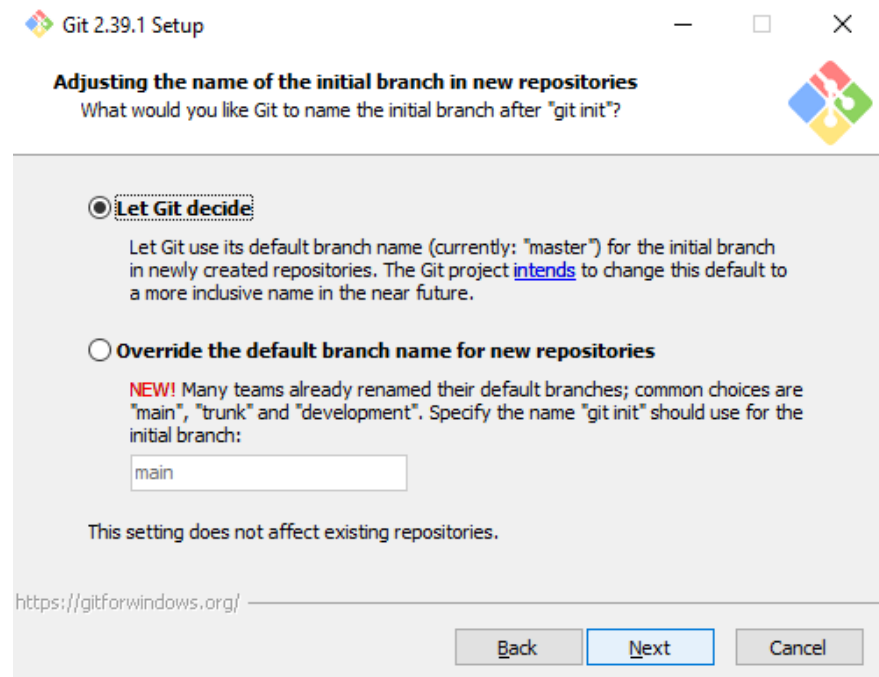 Git 2.39.1 Setup
Adjusting the name of the initial branch in new repositories
What would you like Git to name the initial branch after "git init"?
Let Git decide
Let Git use its default branch name (currently: "master") for the initial branch
in newly created repositories. The Git project intends to change this default to
a more inclusive name in the near future.
Override the default branch name for new repositories
NEW! Many teams already renamed their default branches; common choices are
"main", "trunk" and "development". Specify the name "git init" should use for the
initial branch:
main
This setting does not affect existing repositories.
https://gitforwindows.org/
Back
Next
Cancel